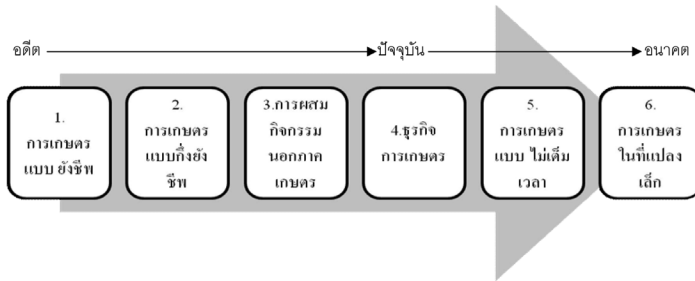 อดีต ปัจจุบัน อนาคต
1.
การเกษตร
แบบ ยังชีพ
2.
การเกษตร
แบบกึ่งยัง
ชีพ
3.การผสม
กิจกรรม
นอกภาค
เกษตร
4.ธุรกิจ
การเกษตร
5.
การเกษตร
แบบ ไม่เต็ม
เวลา
6.
การเกษตร
ในที่แปลง
เล็ก